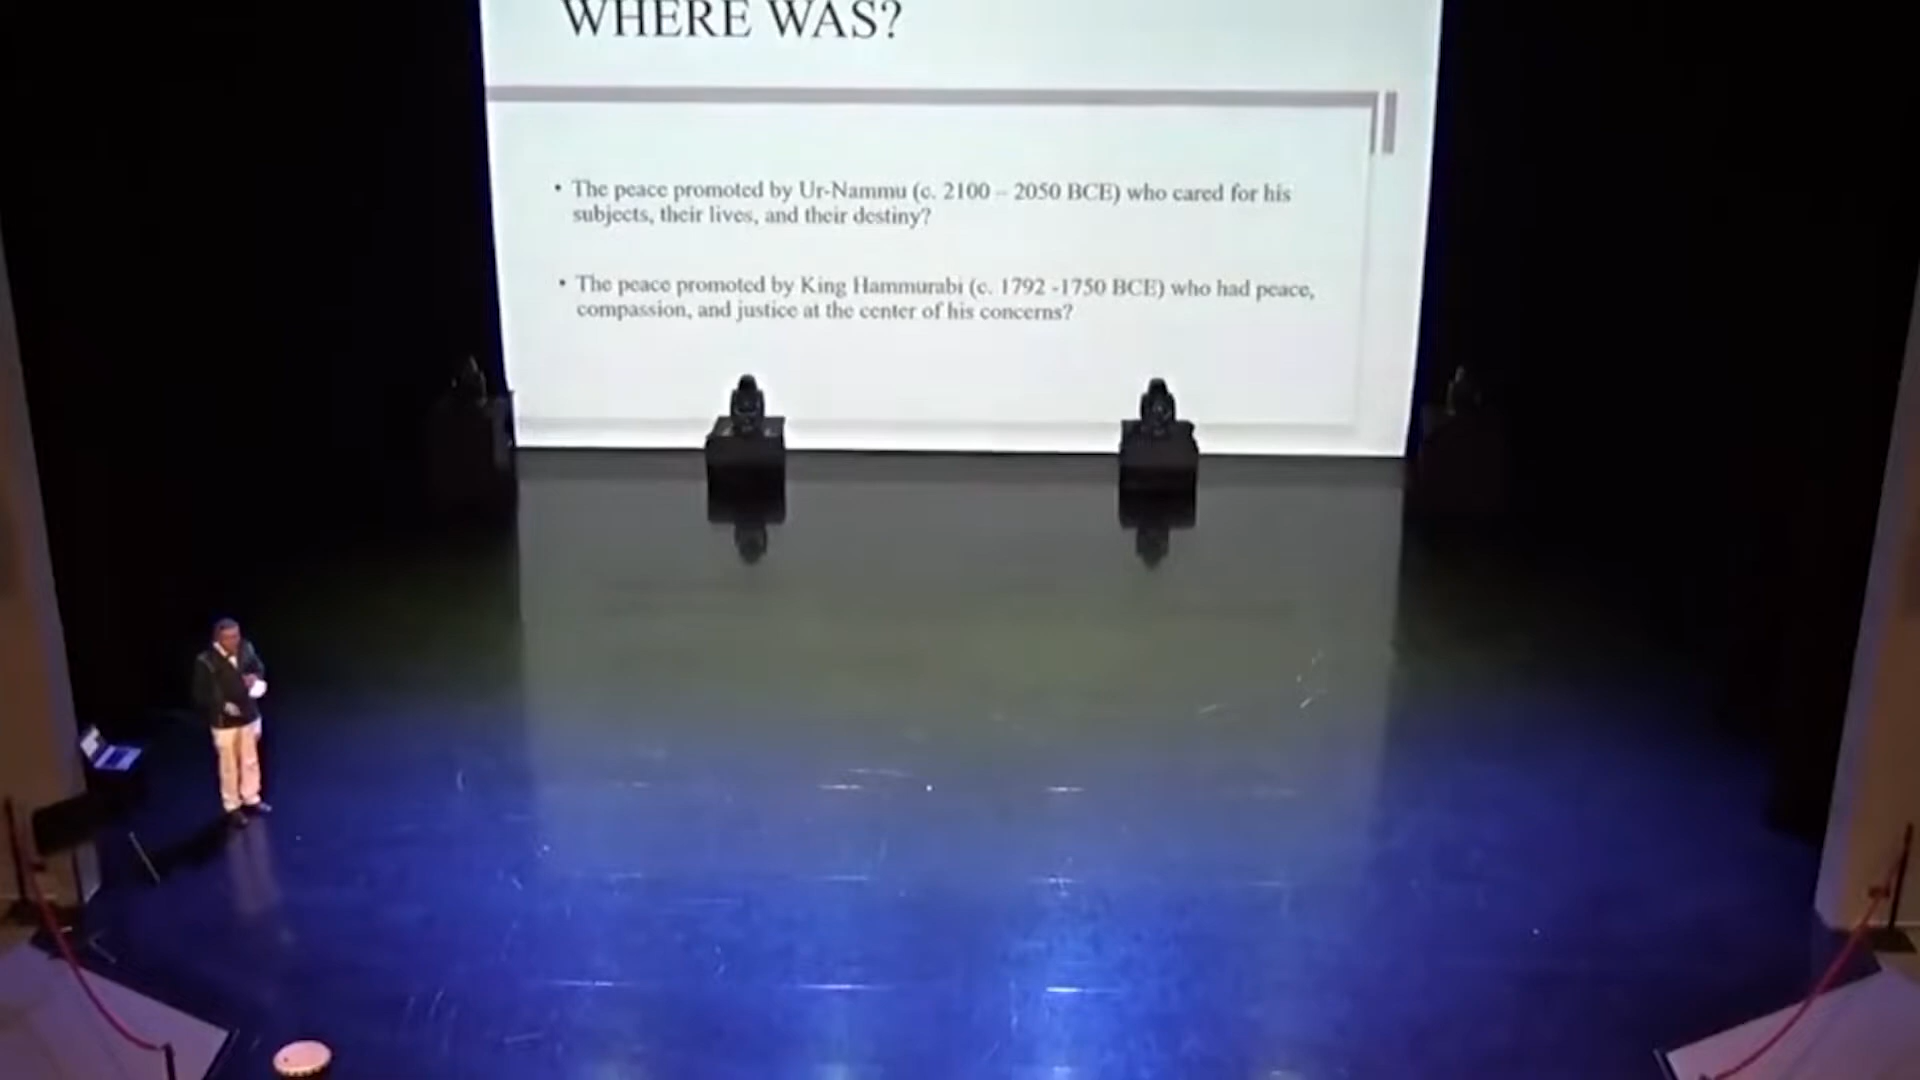 WHERE WAS?
• The peace promoted by Ur-Nammu (c. 2100 – 2050 BCE) who cared for his
subjects, their lives, and their destiny?
• The peace promoted by King Hammurabi (c. 1792 -1750 BCE) who had peace,
compassion, and justice at the center of his concerns?